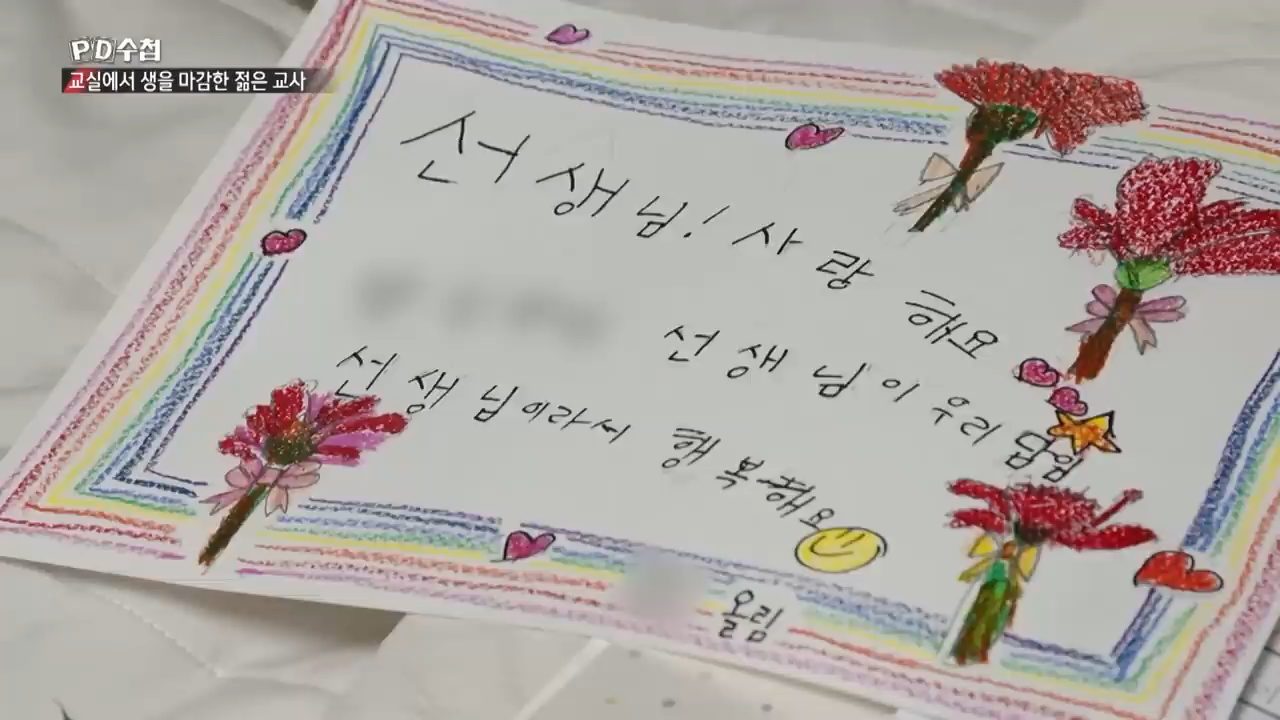 PD수첩
교실에서 생을 마감한 젊은 교사
선생님! 사랑해요
선생님이 우리 담임
선생님이라서 행복해요
올림